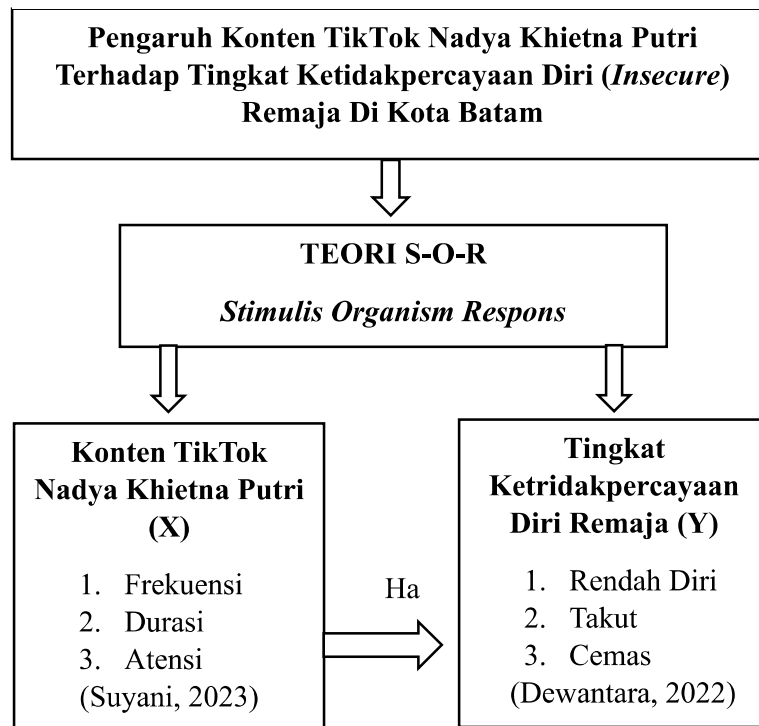 Pengaruh Konten TikTok Nadya Khietna Putri
Terhadap Tingkat Ketidakpercayaan Diri (Insecure)
Remaja Di Kota Batam
TEORI S-O-R
Stimulis Organism Respons
Konten TikTok
Nadya Khietna Putri
(X)
1. Frekuensi
2. Durasi
3. Atensi
(Suyani, 2023)
Ha
Tingkat
Ketridakpercayaan
Diri Remaja (Y)
1. Rendah Diri
2. Takut
3. Cemas
(Dewantara, 2022)